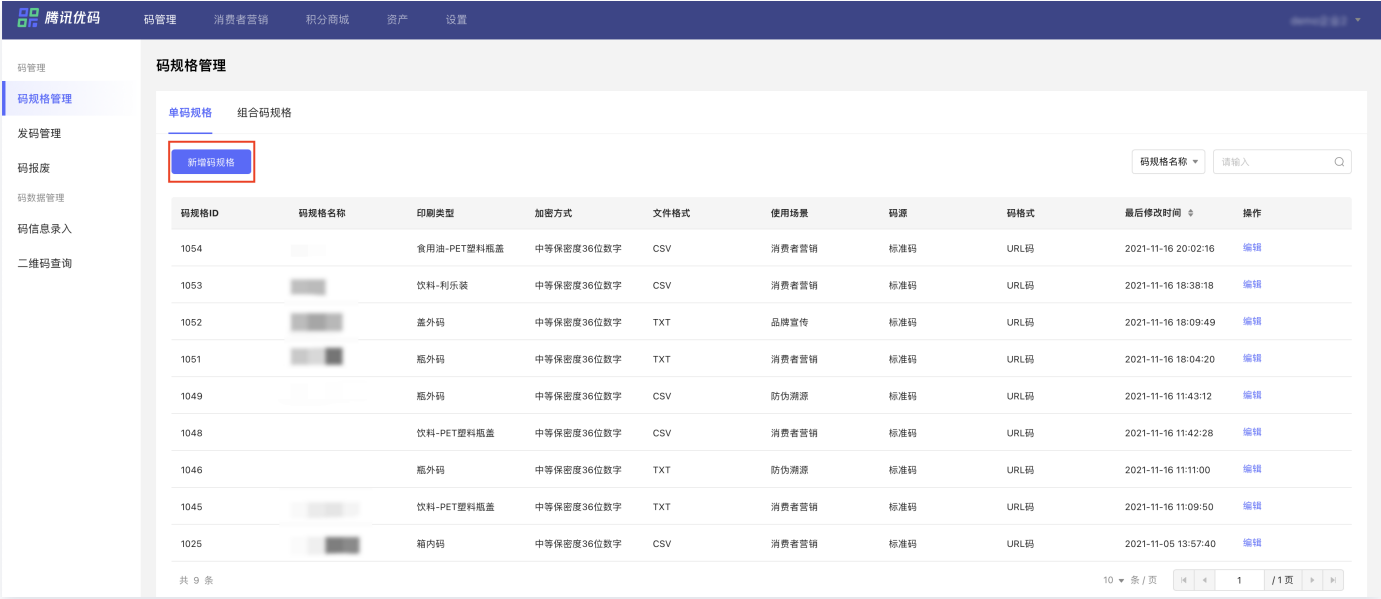 腾讯优码 码管理 消费者营销 积分商城 资产 设置
码管理
码规格管理
发码管理
码报废
码数据管理
码信息录入
二维码查询
码规格管理
单码规格 组合码规格
新增码规格 码规格名称 请输入
码规格ID 码规格名称 印刷类型 加密方式 文件格式 使用场景 码源 码格式 最后修改时间 操作
1054 食用油-PET塑料瓶盖 中等保密度36位数字 CSV 消费者营销 标准码 URL码 2021-11-16 20:02:16 编辑
1053 饮料-利乐装 中等保密度36位数字 CSV 消费者营销 标准码 URL码 2021-11-16 18:38:18 编辑
1052 盖外码 中等保密度36位数字 TXT 品牌宣传 标准码 URL码 2021-11-16 18:09:49 编辑
1051 瓶外码 中等保密度36位数字 TXT 消费者营销 标准码 URL码 2021-11-16 18:04:20 编辑
1049 瓶外码 中等保密度36位数字 CSV 防伪溯源 标准码 URL码 2021-11-16 11:43:12 编辑
1048 饮料-PET塑料瓶盖 中等保密度36位数字 CSV 消费者营销 标准码 URL码 2021-11-16 11:42:28 编辑
1046 瓶外码 中等保密度36位数字 TXT 防伪溯源 标准码 URL码 2021-11-16 11:11:00 编辑
1045 饮料-PET塑料瓶盖 中等保密度36位数字 TXT 消费者营销 标准码 URL码 2021-11-16 11:09:50 编辑
1025 箱内码 中等保密度36位数字 CSV 消费者营销 标准码 URL码 2021-11-05 13:57:40 编辑
共 9 条 10 条 / 页 1 / 1 页